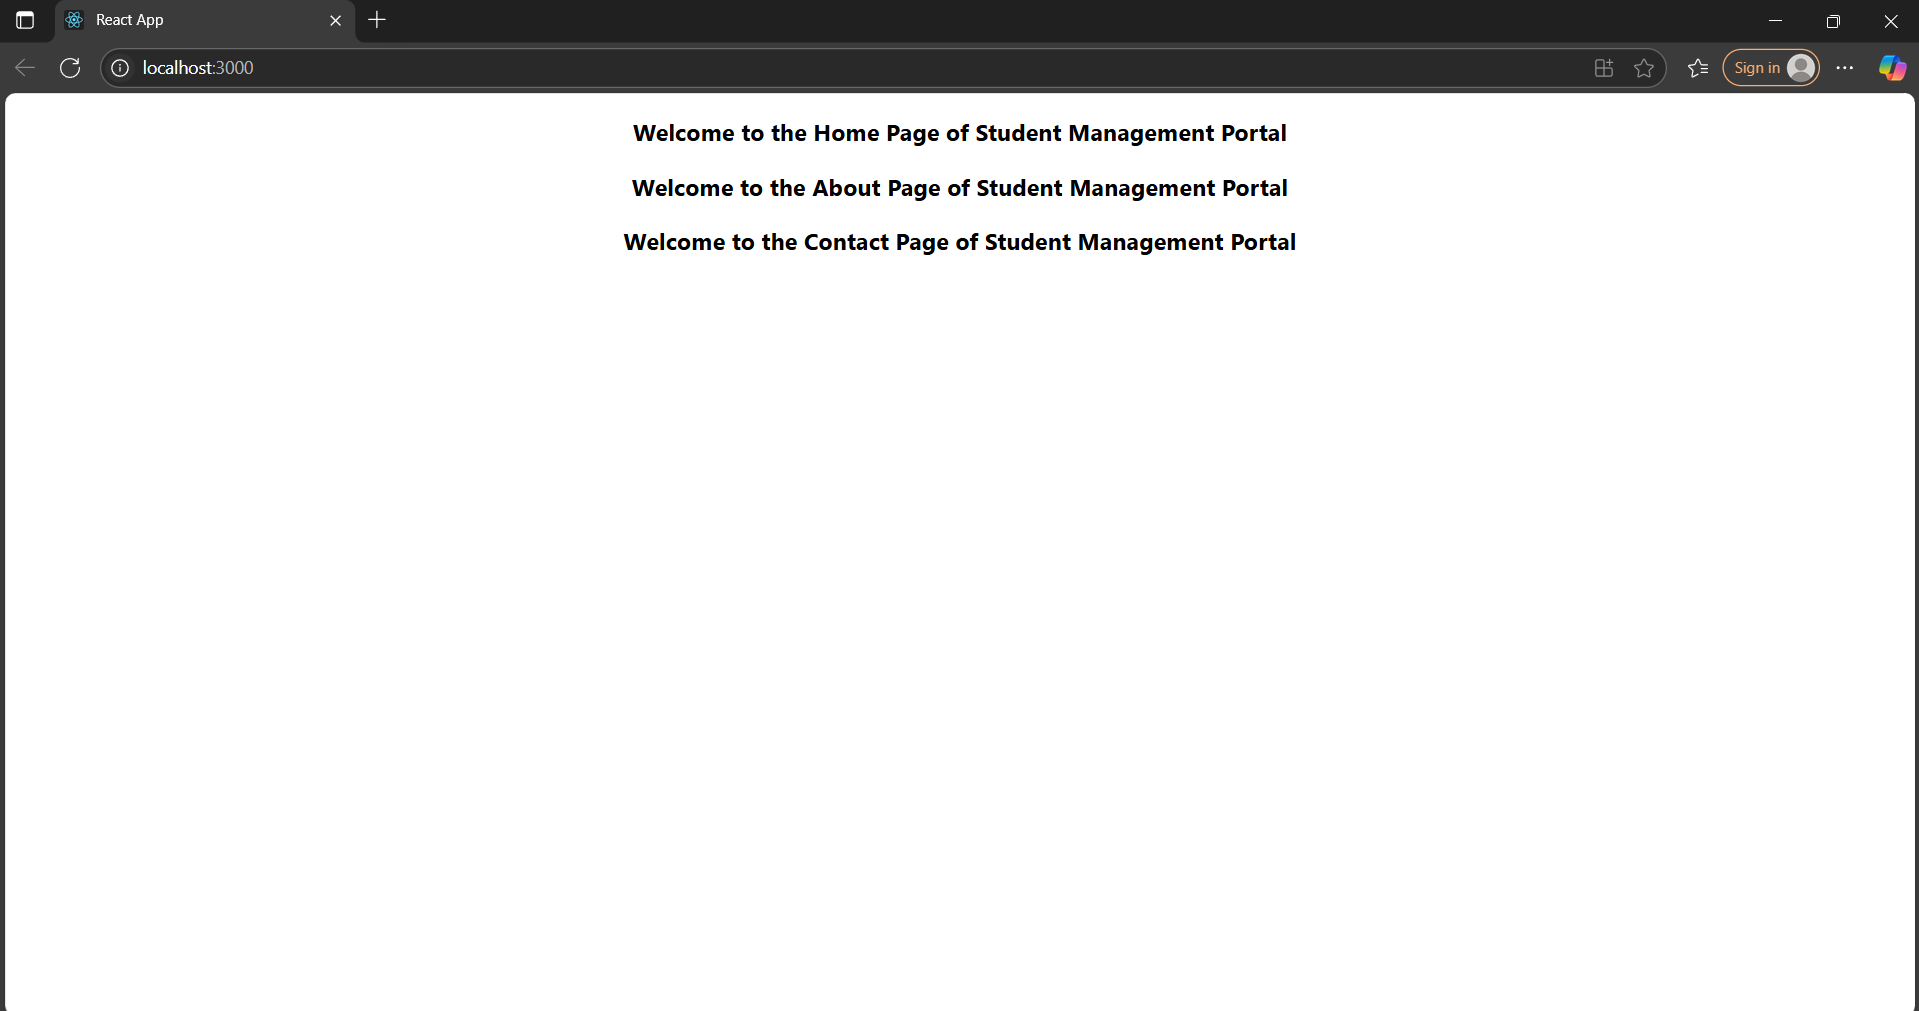 React App
localhost:3000
Sign in
Welcome to the Home Page of Student Management Portal
Welcome to the About Page of Student Management Portal
Welcome to the Contact Page of Student Management Portal